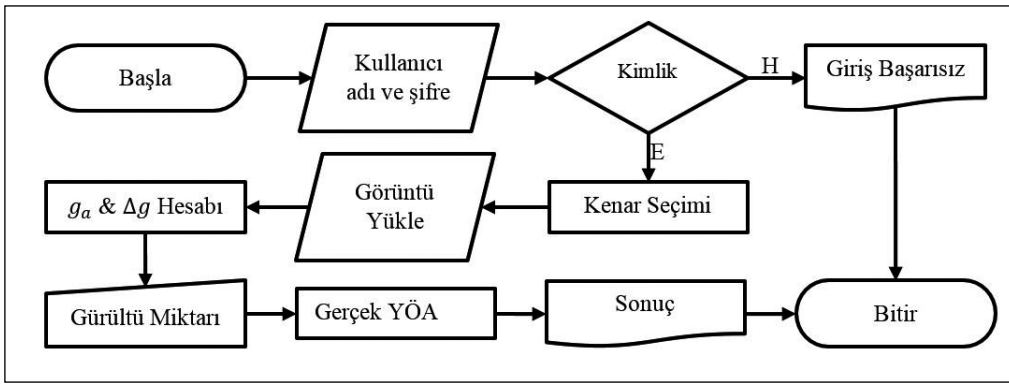 Başla
Kullanıcı
adı ve şifre
Kimlik
H
Giriş Başarısız
E
Kenar Seçimi
Görüntü
Yükle
gₐ & Δg Hesabı
Gürültü Miktarı
Gerçek YÖA
Sonuç
Bitir